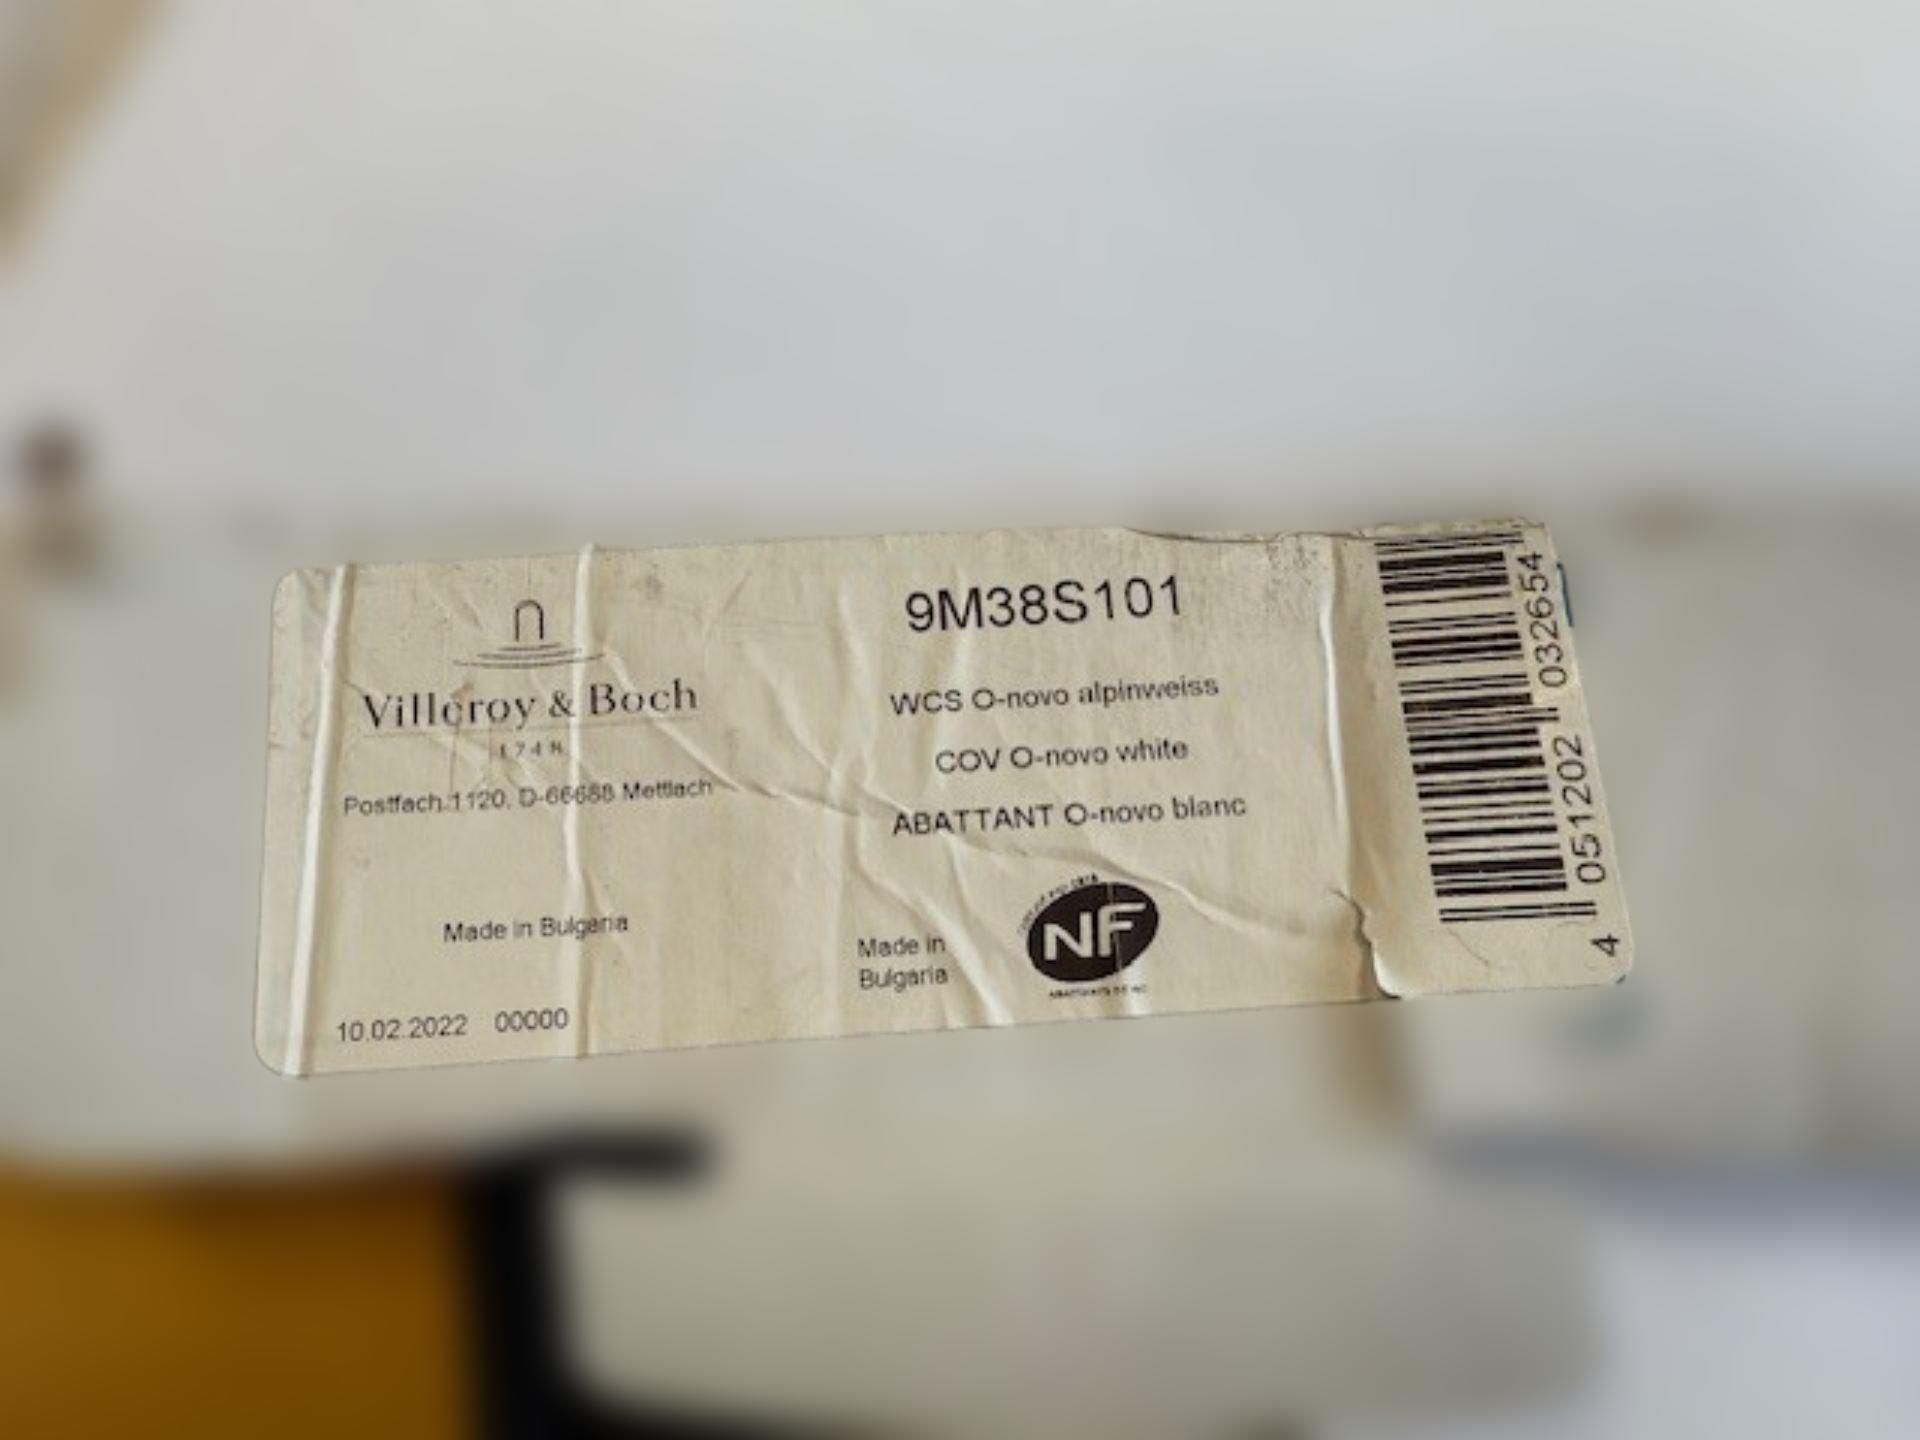 Villeroy & Boch
1748
Postfach 1120, D-66688 Mettlach
Made in Bulgaria
10.02.2022 00000
9M38S101
WCS O-novo alpinweiss
COV O-novo white
ABATTANT O-novo blanc
Made in
Bulgaria
NF
4 051202 032654